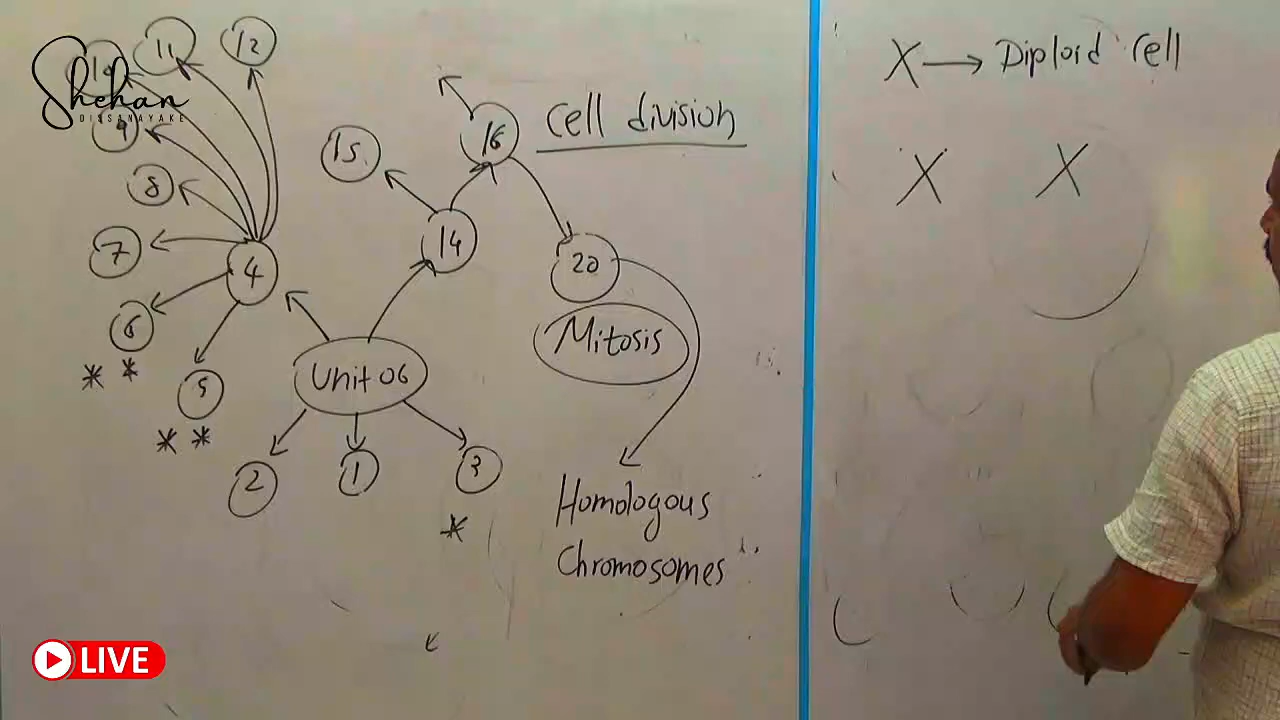 10
11
12
Shehan
DISSANAYAKE
9
8
7
6
* *
5
* *
4
15
16
14
20
cell division
Mitosis
Unit 06
2
1
3
*
Homologous
Chromosomes
X → Diploid cell
X X
LIVE